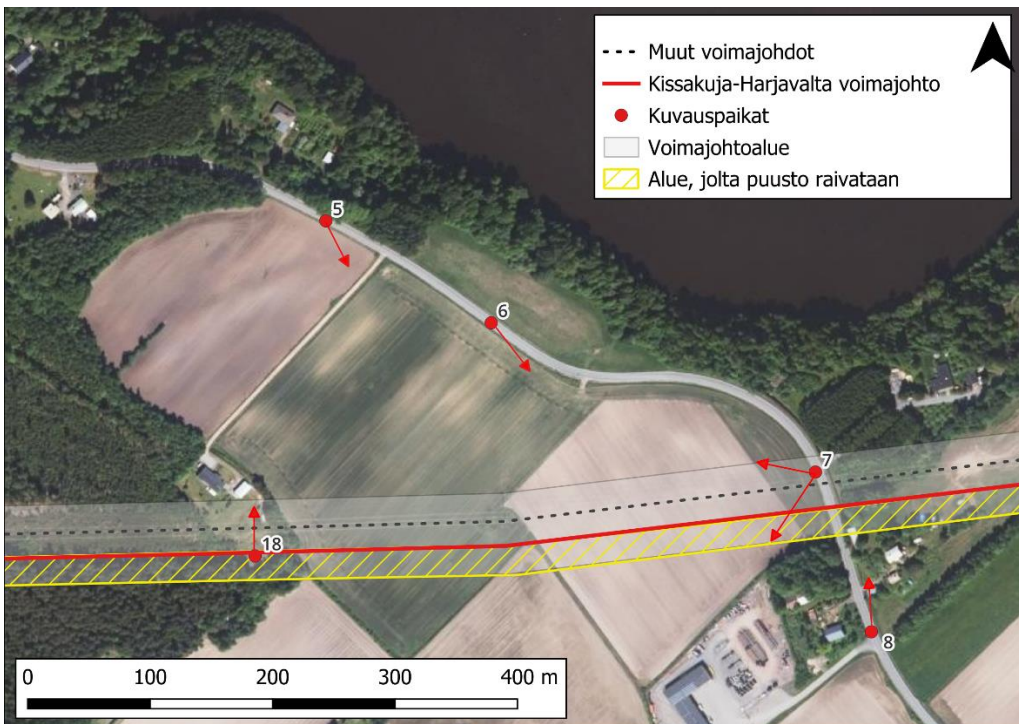 Muut voimajohdot
Kissakuja-Harjavalta voimajohto
Kuvauspaikat
Voimajohtoalue
Alue, jolta puusto raivataan
5
6
7
18
8
0 100 200 300 400 m